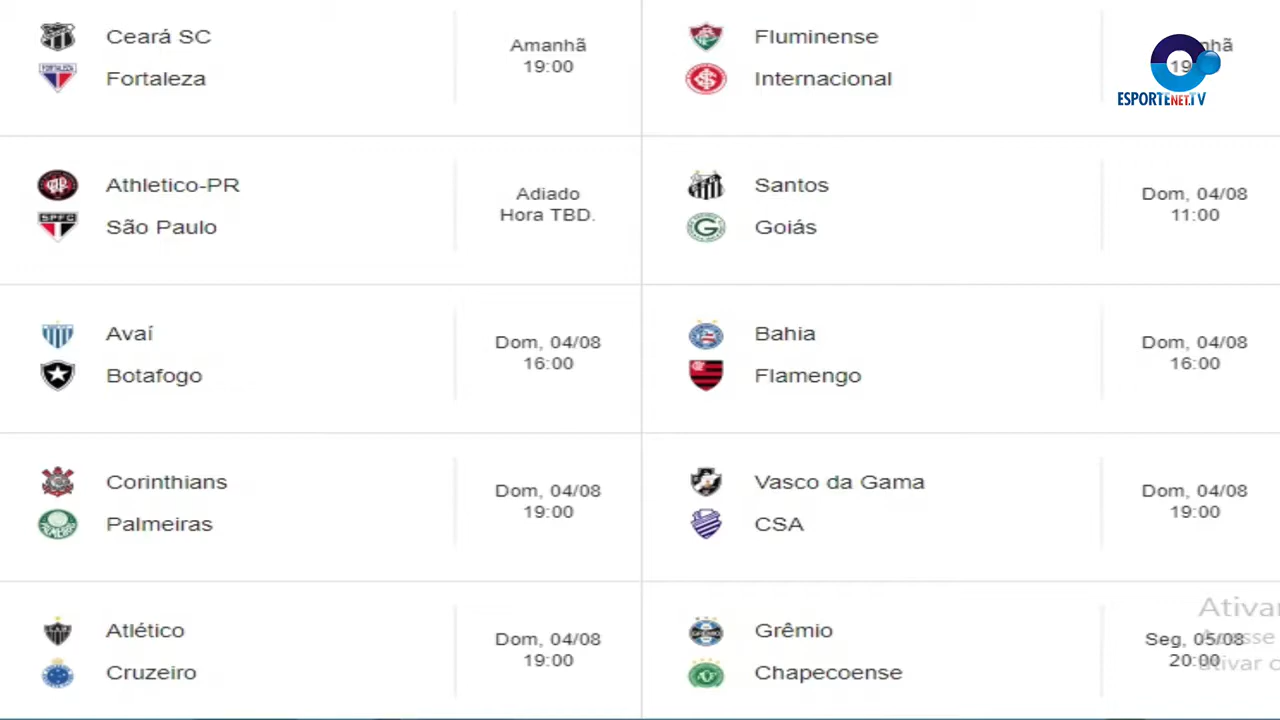 Ceará SC
Fortaleza
Amanhã
19:00
Fluminense
Internacional
ESPORTENET.TV
Athletico-PR
São Paulo
Adiado
Hora TBD.
Santos
Goiás
Dom, 04/08
11:00
Avaí
Botafogo
Dom, 04/08
16:00
Bahia
Flamengo
Dom, 04/08
16:00
Corinthians
Palmeiras
Dom, 04/08
19:00
Vasco da Gama
CSA
Dom, 04/08
19:00
Atlético
Cruzeiro
Dom, 04/08
19:00
Grêmio
Chapecoense
Seg, 05/08
20:00